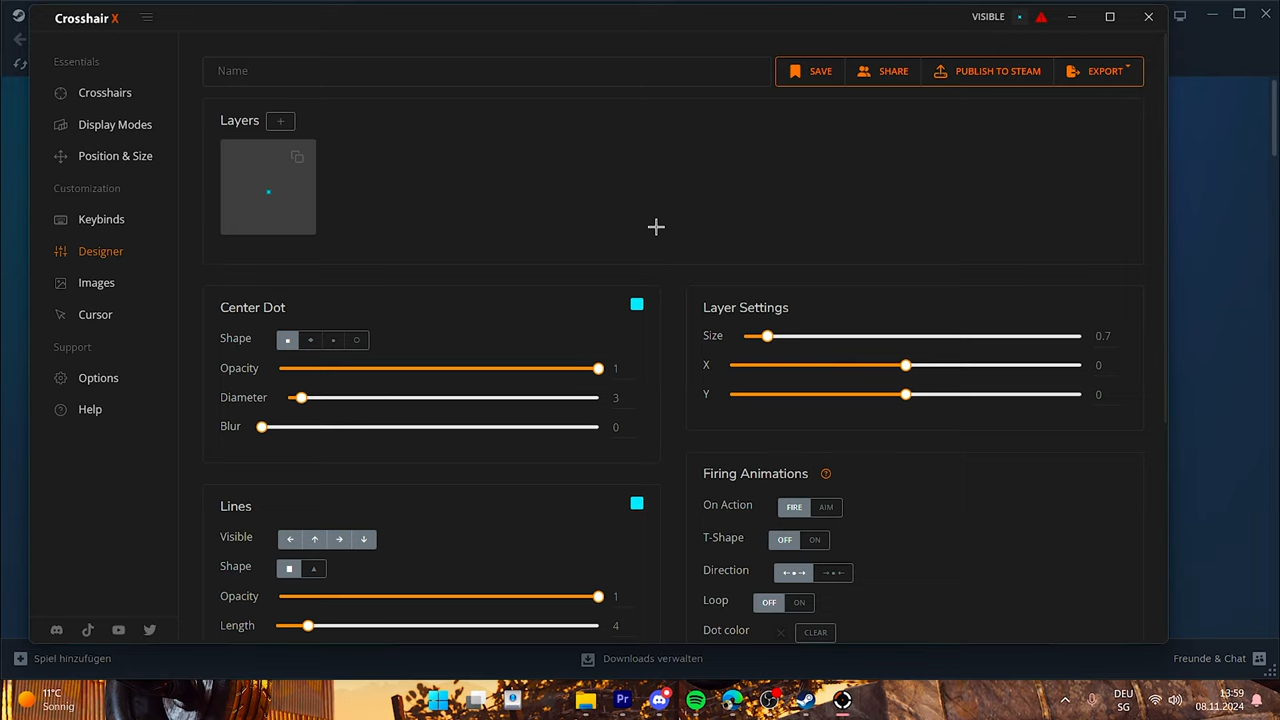 Crosshair X
VISIBLE
Essentials
Crosshairs
Display Modes
Position & Size
Customization
Keybinds
Designer
Images
Cursor
Support
Options
Help
Name
SAVE
SHARE
PUBLISH TO STEAM
EXPORT
Layers +
Center Dot
Shape
Opacity 1
Diameter 3
Blur 0
Lines
Visible
Shape
Opacity 1
Length 4
Layer Settings
Size 0.7
X 0
Y 0
Firing Animations ?
On Action FIRE AIM
T-Shape OFF ON
Direction
Loop OFF ON
Dot color CLEAR
Spiel hinzufügen
Downloads verwalten
Freunde & Chat
11°C
Sonnig
Pr
DEU
SG
13:59
08.11.2024